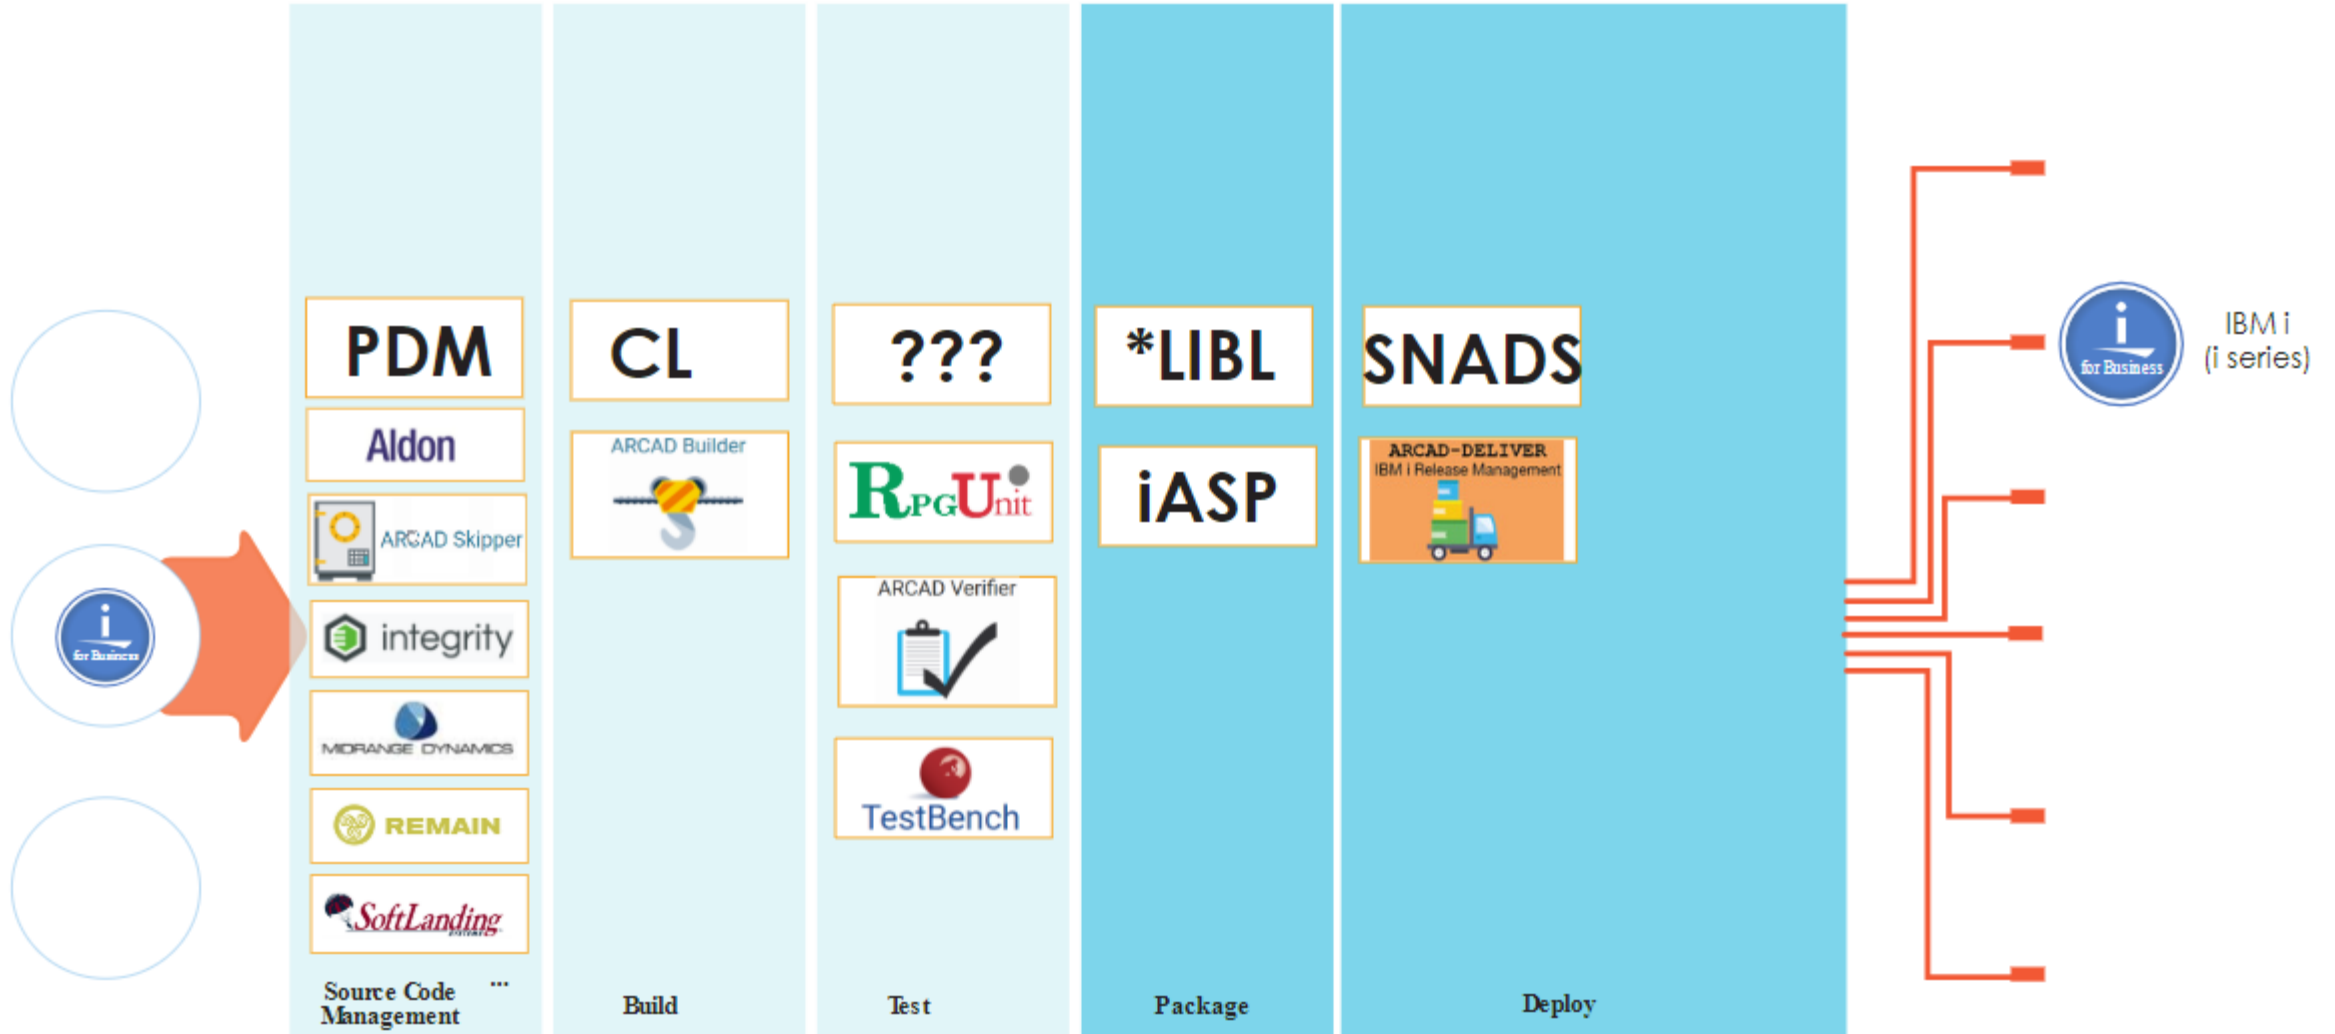 i
for Business
PDM
Aldon
ARCAD Skipper
integrity
MIDRANGE DYNAMICS
REMAIN
SoftLanding
SYSTEMS
...
Source Code
Management
CL
ARCAD Builder
Build
???
RPGUnit
ARCAD Verifier
TestBench
Test
*LIBL
iASP
Package
SNADS
ARCAD-DELIVER
IBM i Release Management
Deploy
i
for Business
IBM i
(i series)